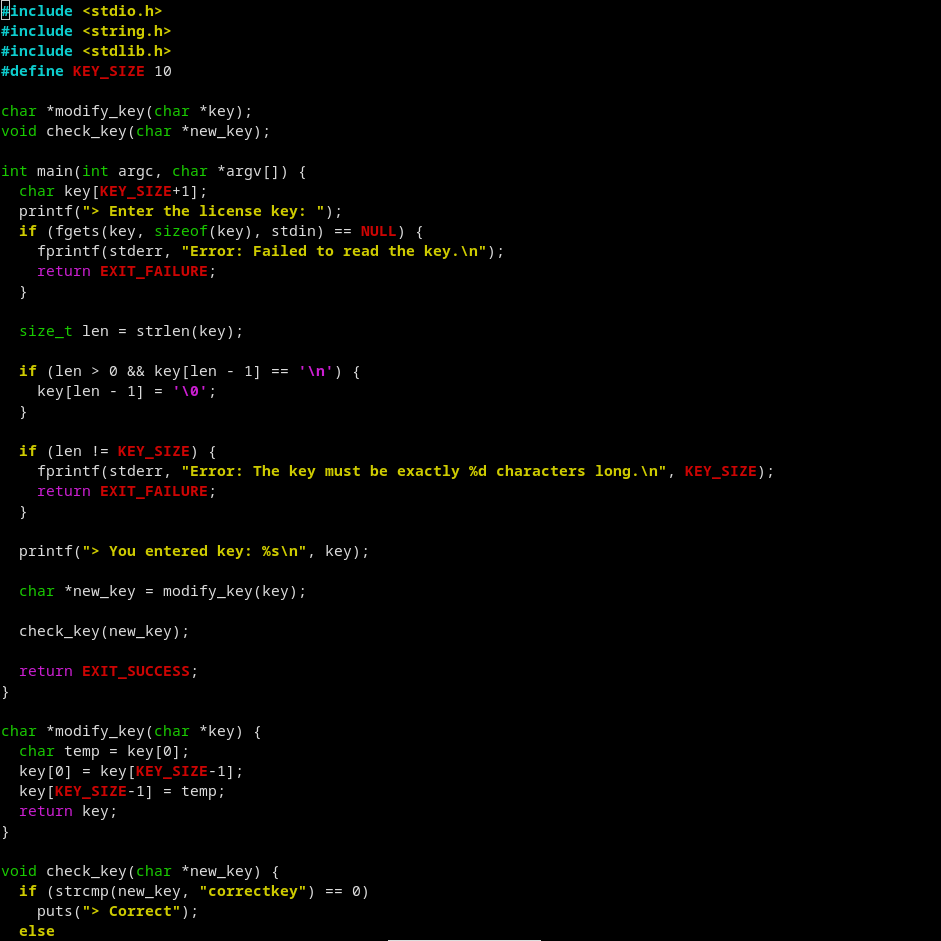 #include <stdio.h>
#include <string.h>
#include <stdlib.h>
#define KEY_SIZE 10

char *modify_key(char *key);
void check_key(char *new_key);

int main(int argc, char *argv[]) {
  char key[KEY_SIZE+1];
  printf("> Enter the license key: ");
  if (fgets(key, sizeof(key), stdin) == NULL) {
    fprintf(stderr, "Error: Failed to read the key.\n");
    return EXIT_FAILURE;
  }

  size_t len = strlen(key);

  if (len > 0 && key[len - 1] == '\n') {
    key[len - 1] = '\0';
  }

  if (len != KEY_SIZE) {
    fprintf(stderr, "Error: The key must be exactly %d characters long.\n", KEY_SIZE);
    return EXIT_FAILURE;
  }

  printf("> You entered key: %s\n", key);

  char *new_key = modify_key(key);

  check_key(new_key);

  return EXIT_SUCCESS;
}

char *modify_key(char *key) {
  char temp = key[0];
  key[0] = key[KEY_SIZE-1];
  key[KEY_SIZE-1] = temp;
  return key;
}

void check_key(char *new_key) {
  if (strcmp(new_key, "correctkey") == 0)
    puts("> Correct");
  else